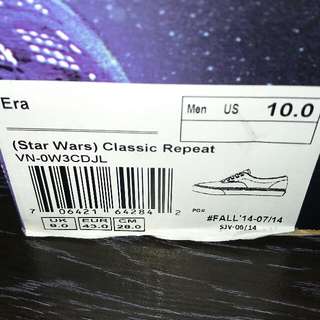 Era
Men US 10.0
(Star Wars) Classic Repeat
VN-0W3CDJL
7 06421 64284 2
PO#
#FALL'14-07/14
SJV-05/14
UK EUR CM
9.0 43.0 28.0